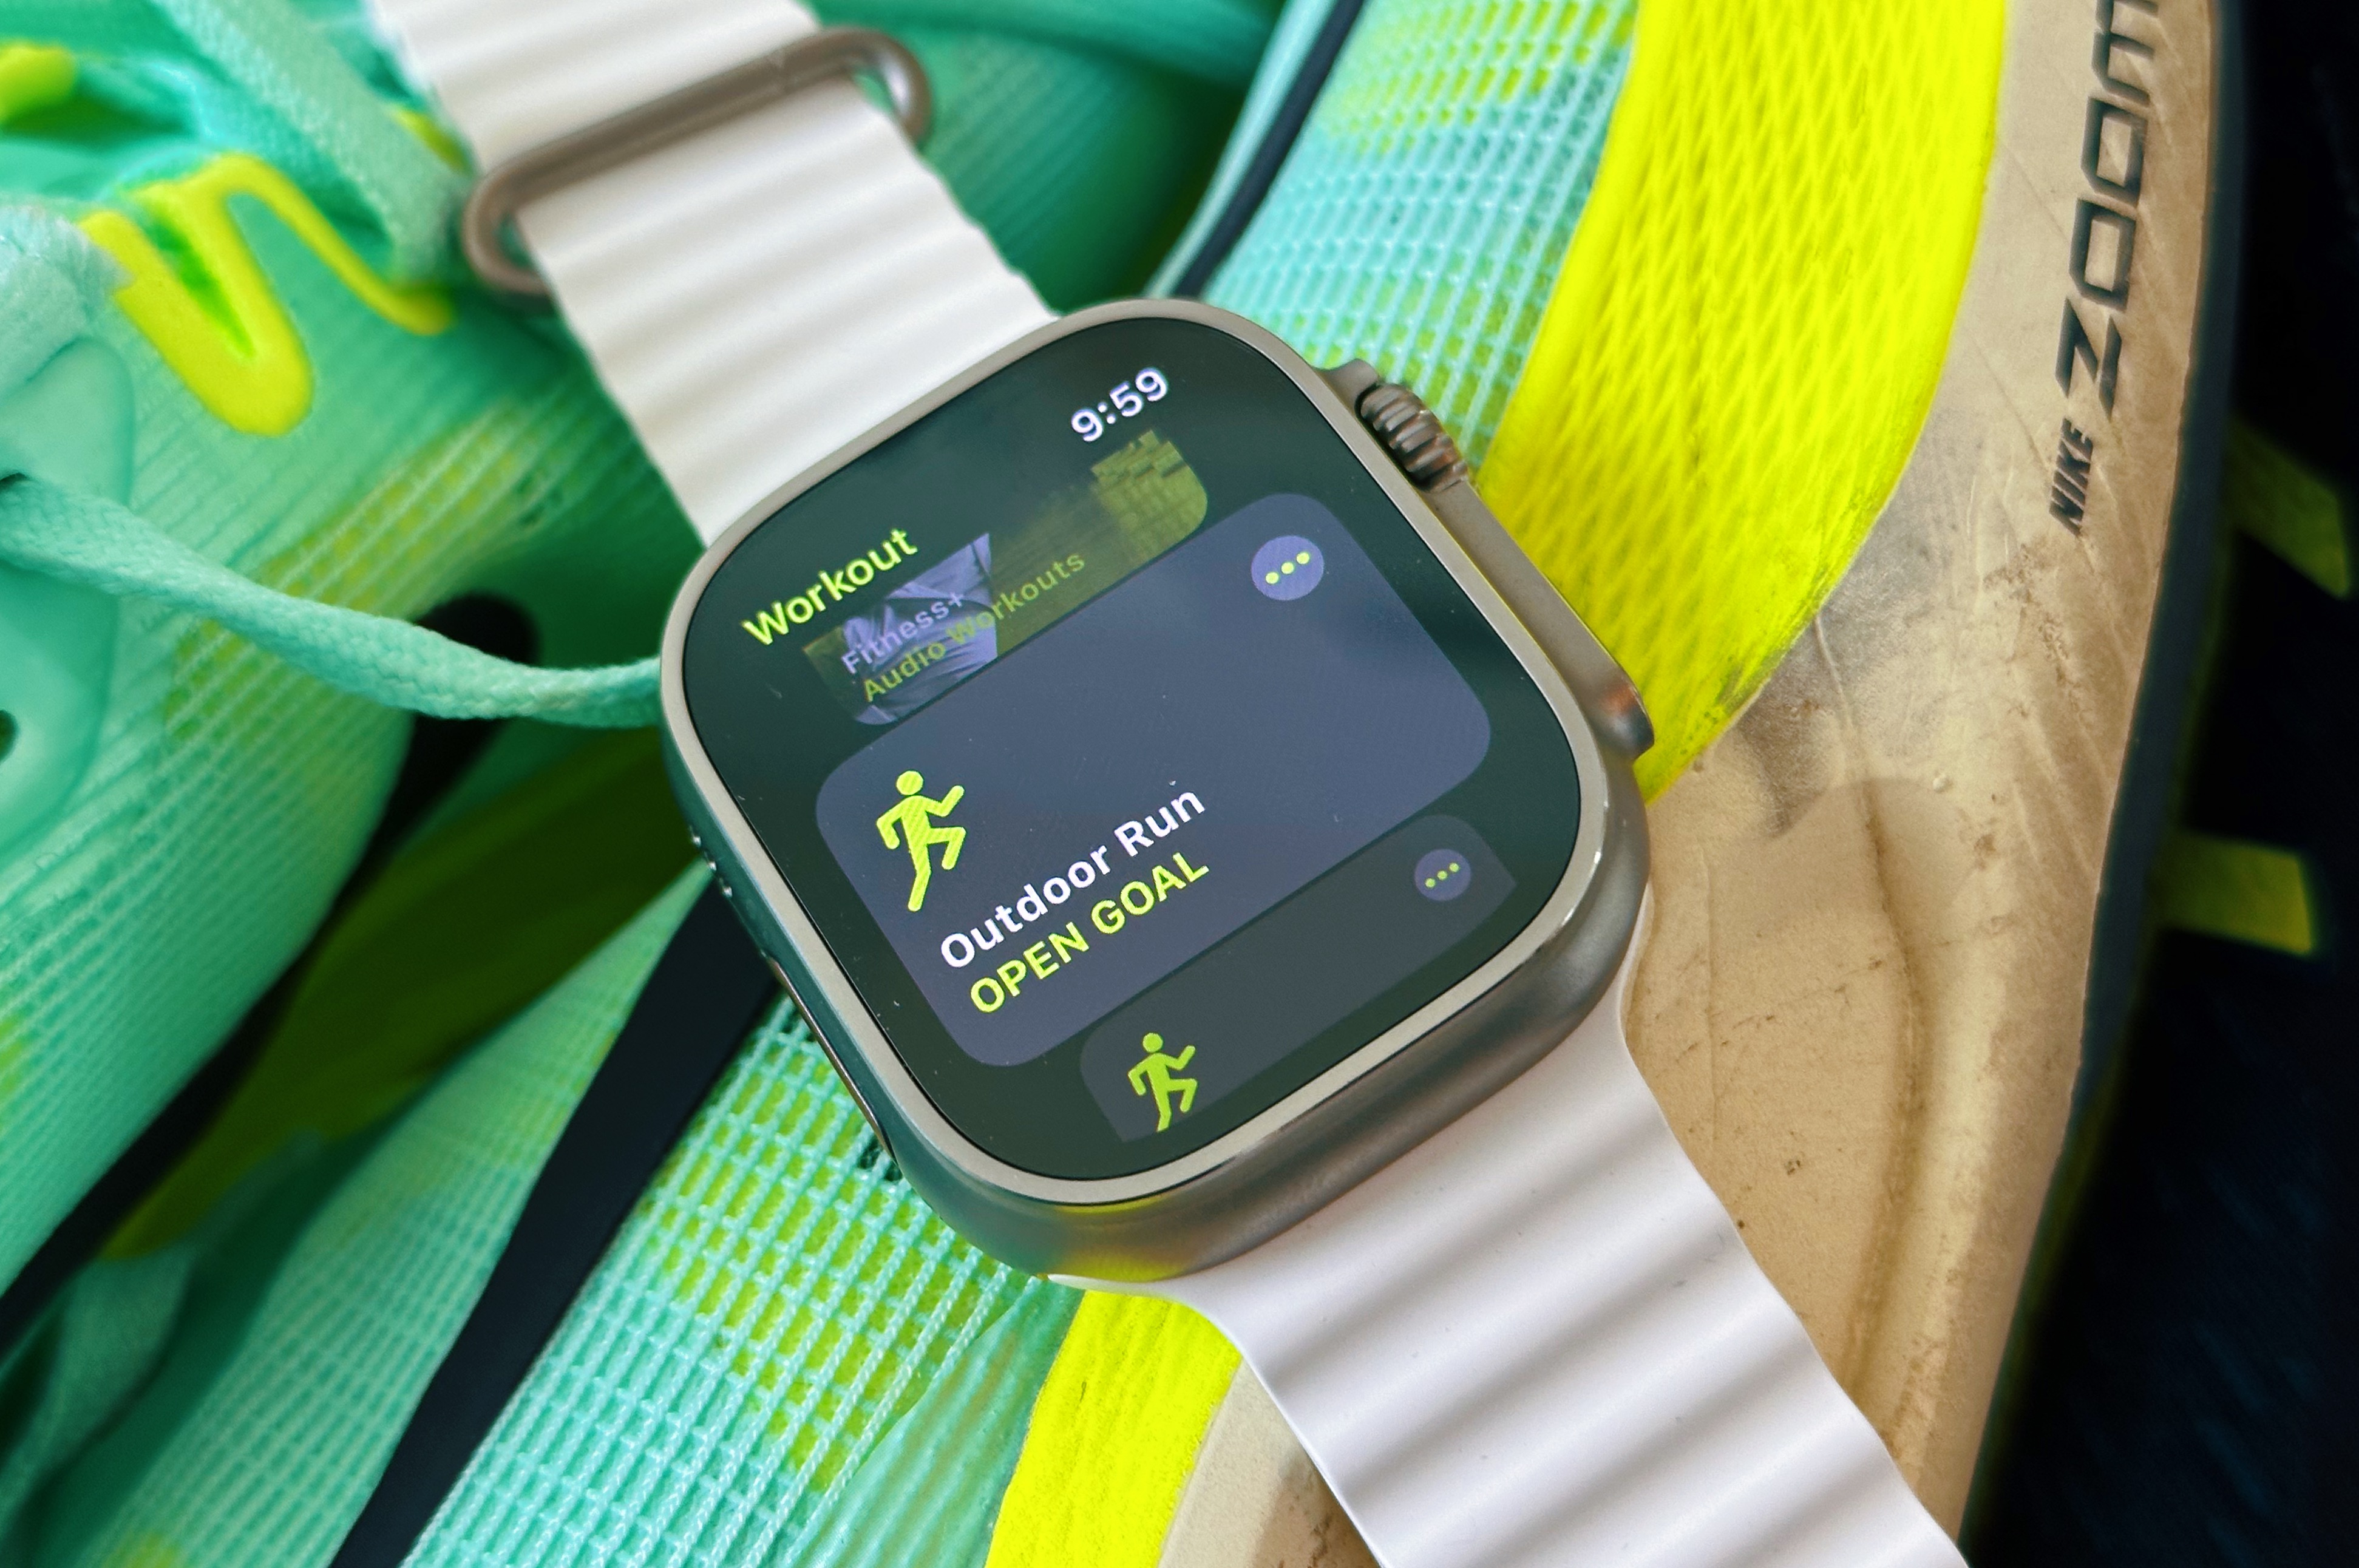 9:59
Workout
Fitness+
Audio Workouts
Outdoor Run
OPEN GOAL
NIKE ZOOM